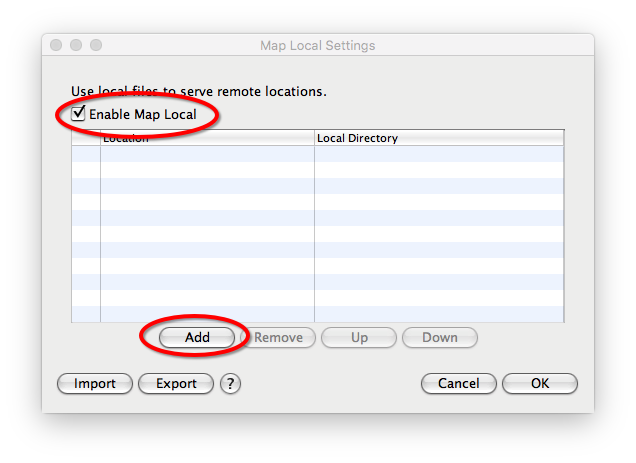 Map Local Settings
Use local files to serve remote locations.
Enable Map Local
Location Local Directory
Add Remove Up Down
Import Export ? Cancel OK